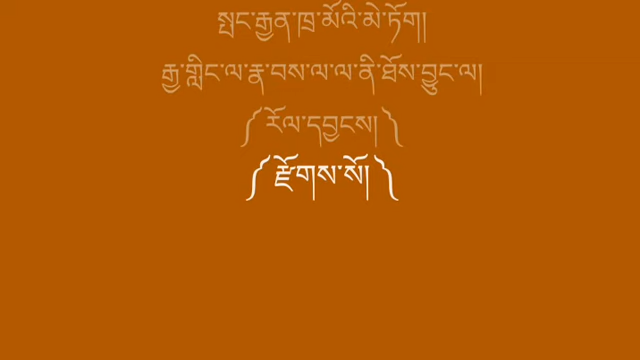 སྤང་རྒྱན་ཁྲ་མོའི་མེ་ཏོག།
རྒྱ་གླིང་ལ་རྣ་བས་ལ་ལ་ནི་ཐོས་བྱུང་ལ།
༼ རོལ་དབྱངས། ༽
༼ རྫོགས་སོ། ༽